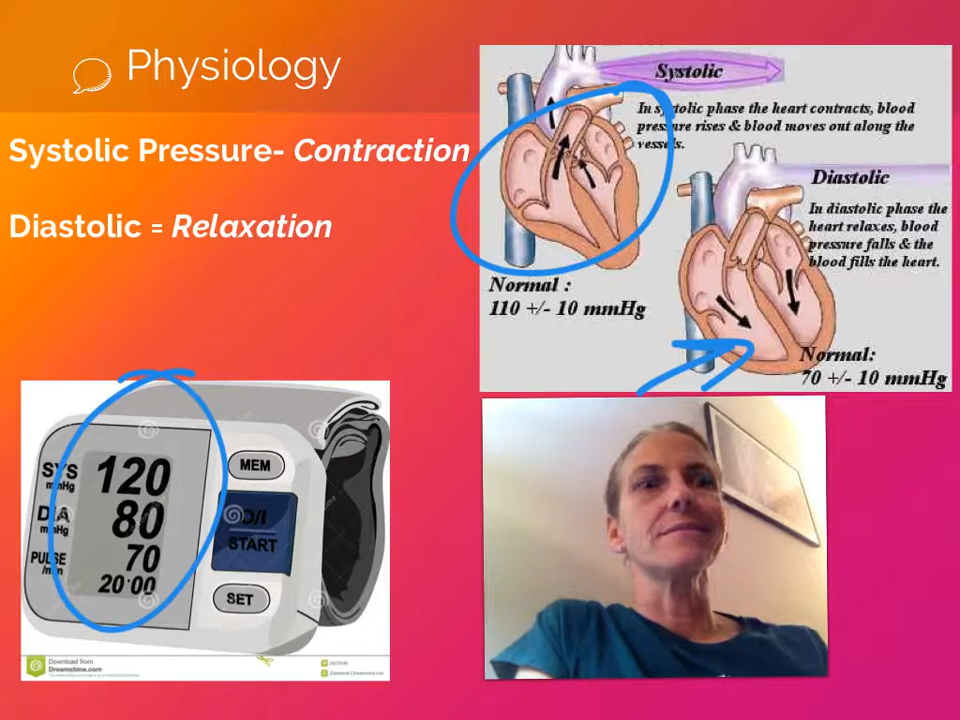 Physiology
Systolic Pressure- Contraction
Diastolic = Relaxation
Systolic
In systolic phase the heart contracts, blood
pressure rises & blood moves out along the
vessels.
Diastolic
In diastolic phase the
heart relaxes, blood
pressure falls & the
blood fills the heart.
Normal :
110 +/- 10 mmHg
Normal:
70 +/- 10 mmHg
SYS
mmHg
120
DIA
mmHg
80
PULSE
/min
70
20:00
MEM
O/I
START
SET
Download from
Dreamstime.com